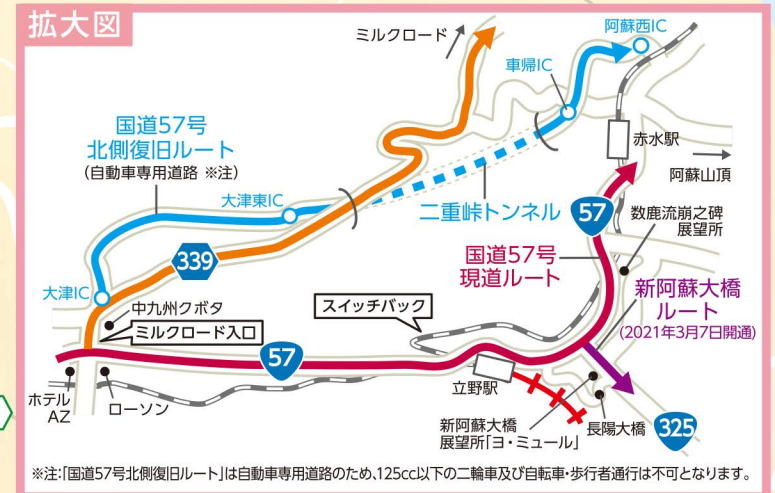 拡大図
ミルクロード
阿蘇西IC
車帰IC
国道57号
北側復旧ルート
(自動車専用道路 ※注)
赤水駅
阿蘇山頂
大津東IC
二重峠トンネル
57
数鹿流崩之碑
展望所
339
国道57号
現道ルート
新阿蘇大橋
ルート
(2021年3月7日開通)
大津IC
中九州クボタ
ミルクロード入口
スイッチバック
57
立野駅
ホテル
AZ
ローソン
新阿蘇大橋
展望所「ヨ・ミュール」
長陽大橋
325
※注:「国道57号北側復旧ルート」は自動車専用道路のため、125cc以下の二輪車及び自転車・歩行者通行は不可となります。